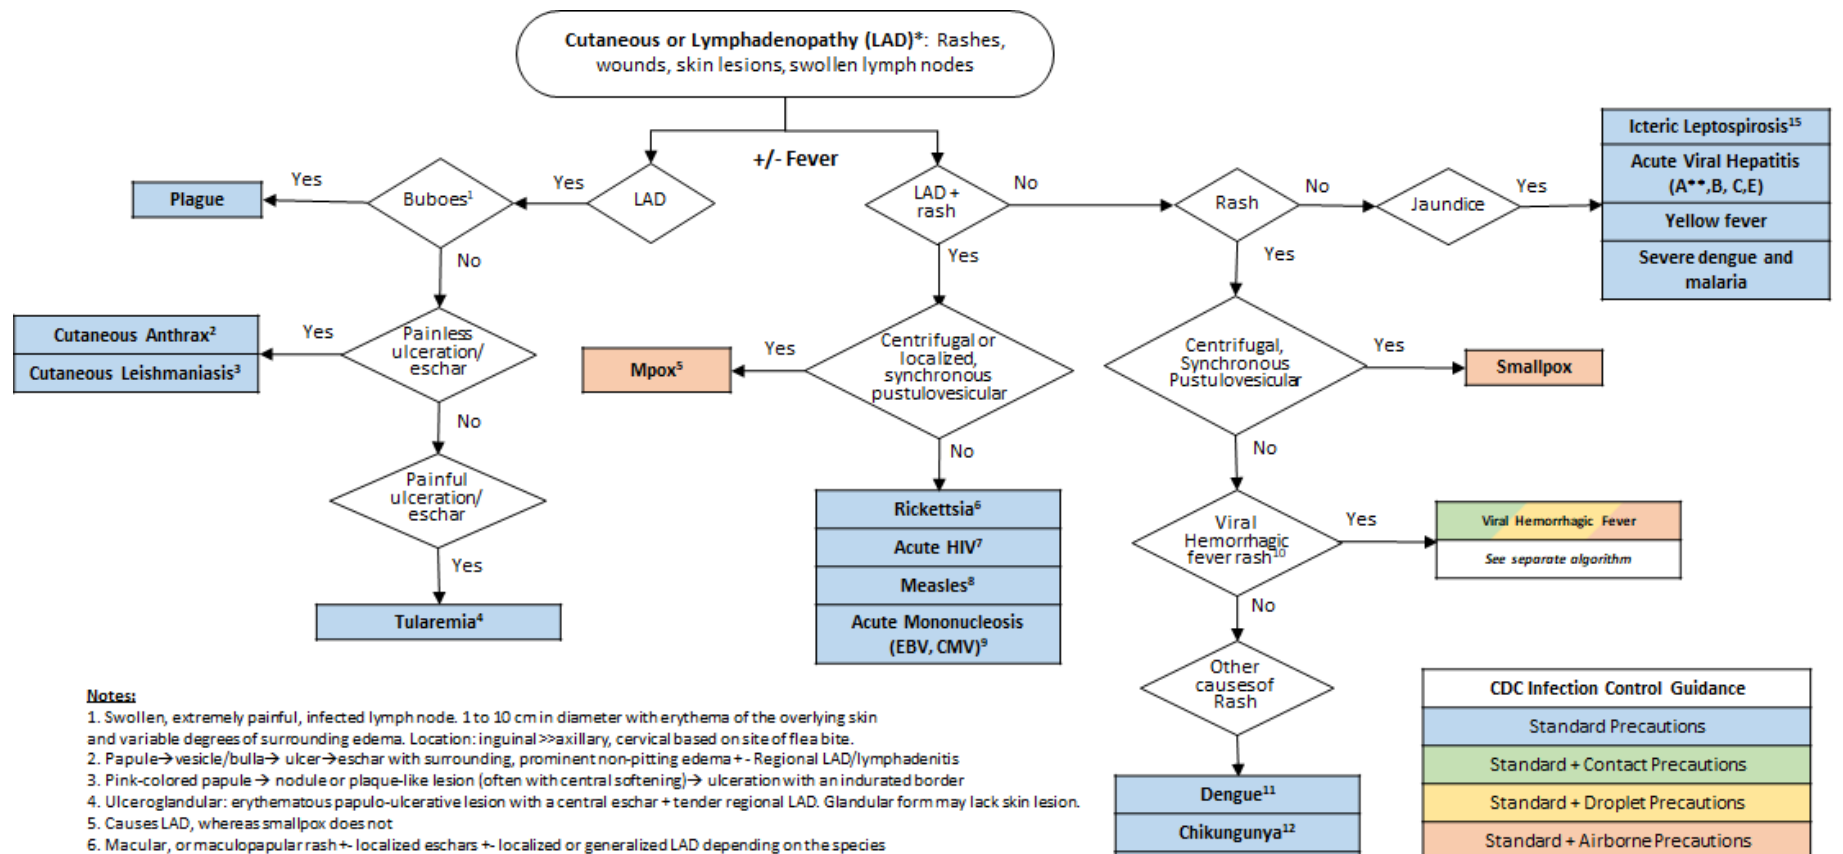 Cutaneous or Lymphadenopathy (LAD)*: Rashes,
wounds, skin lesions, swollen lymph nodes
+/- Fever
LAD
Yes
Buboes¹
Yes
Plague
No
Painless
ulceration/
eschar
Yes
Cutaneous Anthrax²
Cutaneous Leishmaniasis³
No
Painful
ulceration/
eschar
Yes
Tularemia⁴
LAD +
rash
No
Yes
Centrifugal or
localized,
synchronous
pustulovesicular
Yes
Mpox⁵
No
Rickettsia⁶
Acute HIV⁷
Measles⁸
Acute Mononucleosis
(EBV, CMV)⁹
Rash
No
Jaundice
Yes
Icteric Leptospirosis¹⁵
Acute Viral Hepatitis
(A**,B, C,E)
Yellow fever
Severe dengue and
malaria
Yes
Centrifugal,
Synchronous
Pustulovesicular
Yes
Smallpox
No
Viral
Hemorrhagic
fever rash¹⁰
Yes
Viral Hemorrhagic Fever
See separate algorithm
No
Other
causes of
Rash
Dengue¹¹
Chikungunya¹²
CDC Infection Control Guidance
Standard Precautions
Standard + Contact Precautions
Standard + Droplet Precautions
Standard + Airborne Precautions
Notes:
1. Swollen, extremely painful, infected lymph node. 1 to 10 cm in diameter with erythema of the overlying skin
and variable degrees of surrounding edema. Location: inguinal >>axillary, cervical based on site of flea bite.
2. Papule→vesicle/bulla→ ulcer→eschar with surrounding, prominent non-pitting edema + - Regional LAD/lymphadenitis
3. Pink-colored papule → nodule or plaque-like lesion (often with central softening)→ ulceration with an indurated border
4. Ulceroglandular: erythematous papulo-ulcerative lesion with a central eschar + tender regional LAD. Glandular form may lack skin lesion.
5. Causes LAD, whereas smallpox does not
6. Macular, or maculopapular rash +- localized eschars +- localized or generalized LAD depending on the species